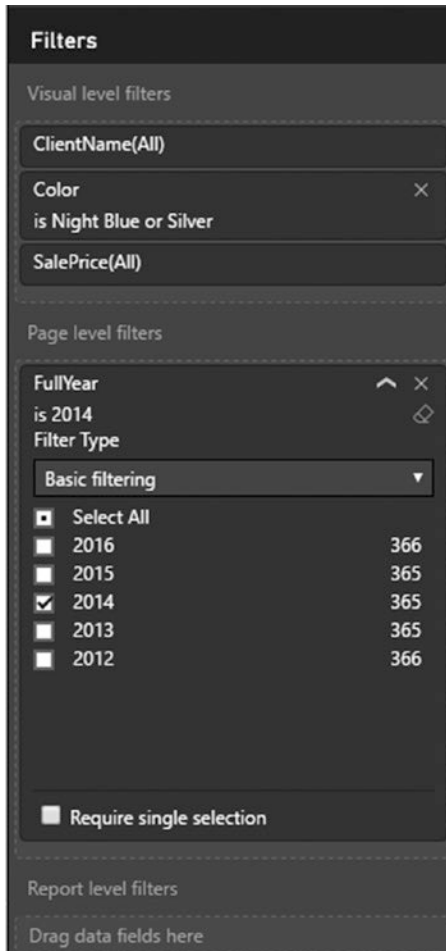 Filters
Visual level filters
ClientName(All)
Color
is Night Blue or Silver
SalePrice(All)
Page level filters
FullYear
is 2014
Filter Type
Basic filtering
Select All
2016 366
2015 365
2014 365
2013 365
2012 366
Require single selection
Report level filters
Drag data fields here